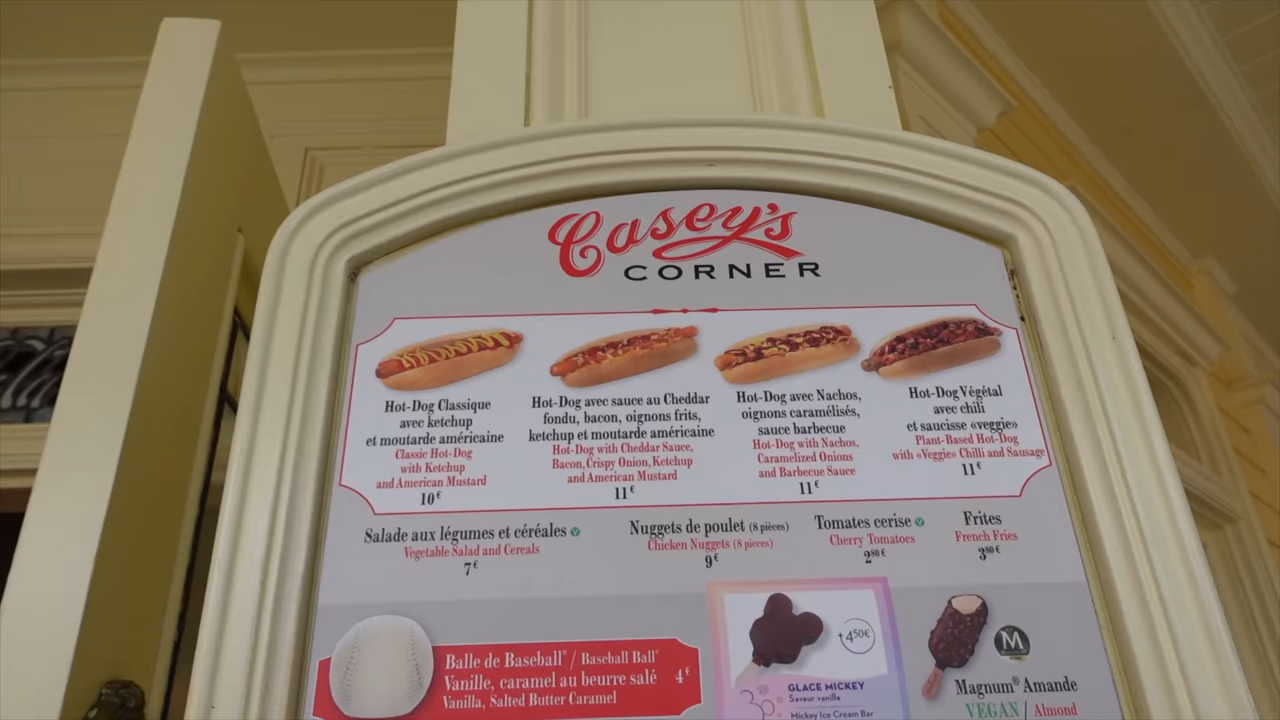 Casey's
CORNER
Hot-Dog Classique
avec ketchup
et moutarde américaine
Classic Hot-Dog
with Ketchup
and American Mustard
10€
Hot-Dog avec sauce au Cheddar
fondu, bacon, oignons frits,
ketchup et moutarde américaine
Hot-Dog with Cheddar Sauce,
Bacon, Crispy Onion, Ketchup
and American Mustard
11€
Hot-Dog avec Nachos,
oignons caramélisés,
sauce barbecue
Hot-Dog with Nachos,
Caramelized Onions
and Barbecue Sauce
11€
Hot-Dog Végétal
avec chili
et saucisse «veggie»
Plant-Based Hot-Dog
with «Veggie» Chilli and Sausage
11€
Salade aux légumes et céréales
Vegetable Salad and Cereals
7€
Nuggets de poulet (8 pièces)
Chicken Nuggets (8 pieces)
9€
Tomates cerise
Cherry Tomatoes
280€
Frites
French Fries
380€
Balle de Baseball® / Baseball Ball®
Vanille, caramel au beurre salé
Vanilla, Salted Butter Caramel
4€
4,50€
30
GLACE MICKEY
Saveur vanille
Mickey Ice Cream Bar
M
Magnum® Amande
VEGAN / Almond